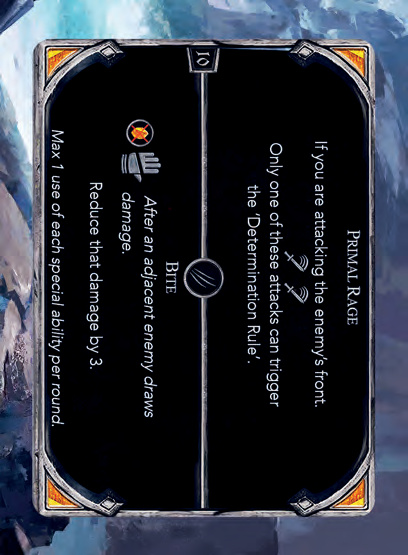 PRIMAL RAGE
If you are attacking the enemy's front.
Only one of these attacks can trigger
the 'Determination Rule'.
10
BITE
After an adjacent enemy draws
damage.
Reduce that damage by 3.
Max 1 use of each special ability per round.